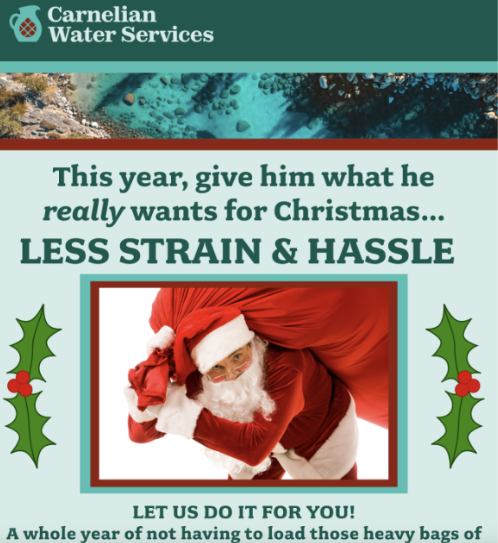 Carnelian
Water Services
This year, give him what he
really wants for Christmas...
LESS STRAIN & HASSLE
LET US DO IT FOR YOU!
A whole year of not having to load those heavy bags of